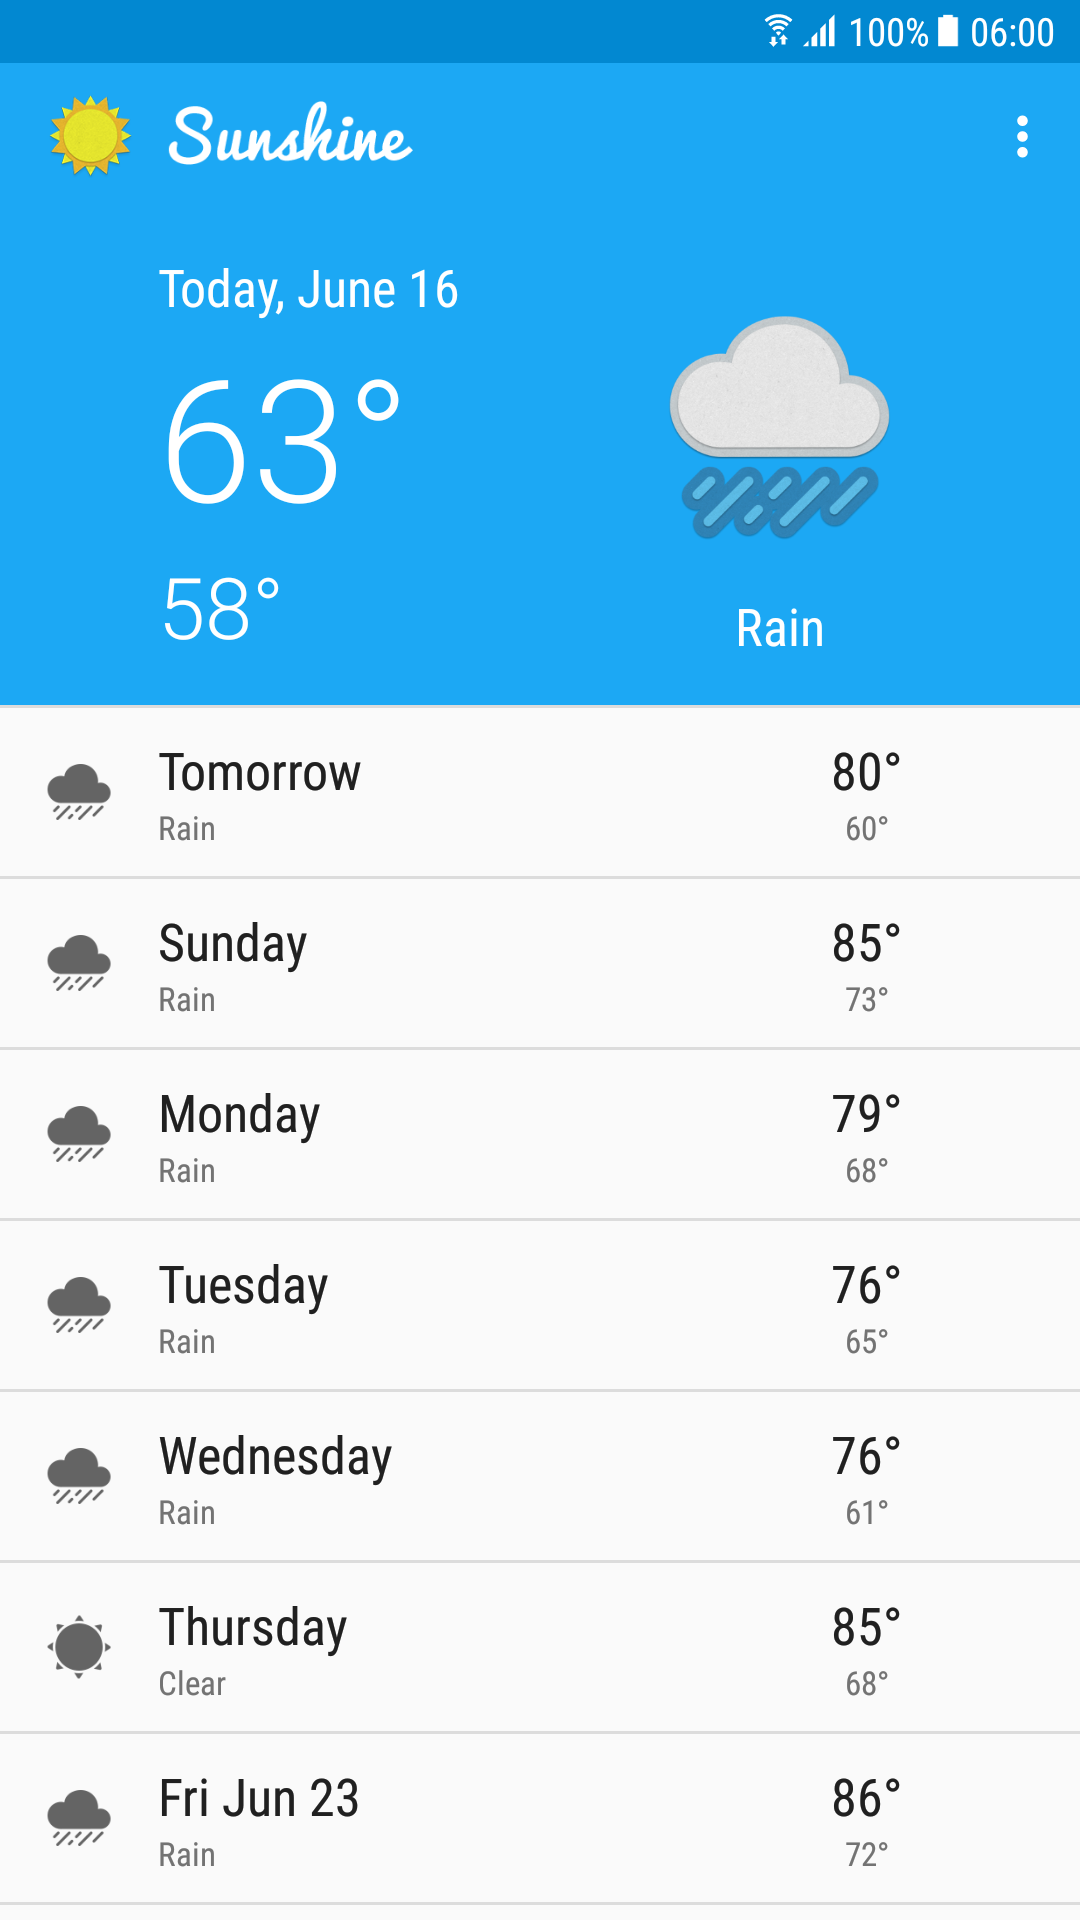 100% 06:00
Sunshine
Today, June 16
63°
58°
Rain
Tomorrow 80°
Rain 60°
Sunday 85°
Rain 73°
Monday 79°
Rain 68°
Tuesday 76°
Rain 65°
Wednesday 76°
Rain 61°
Thursday 85°
Clear 68°
Fri Jun 23 86°
Rain 72°